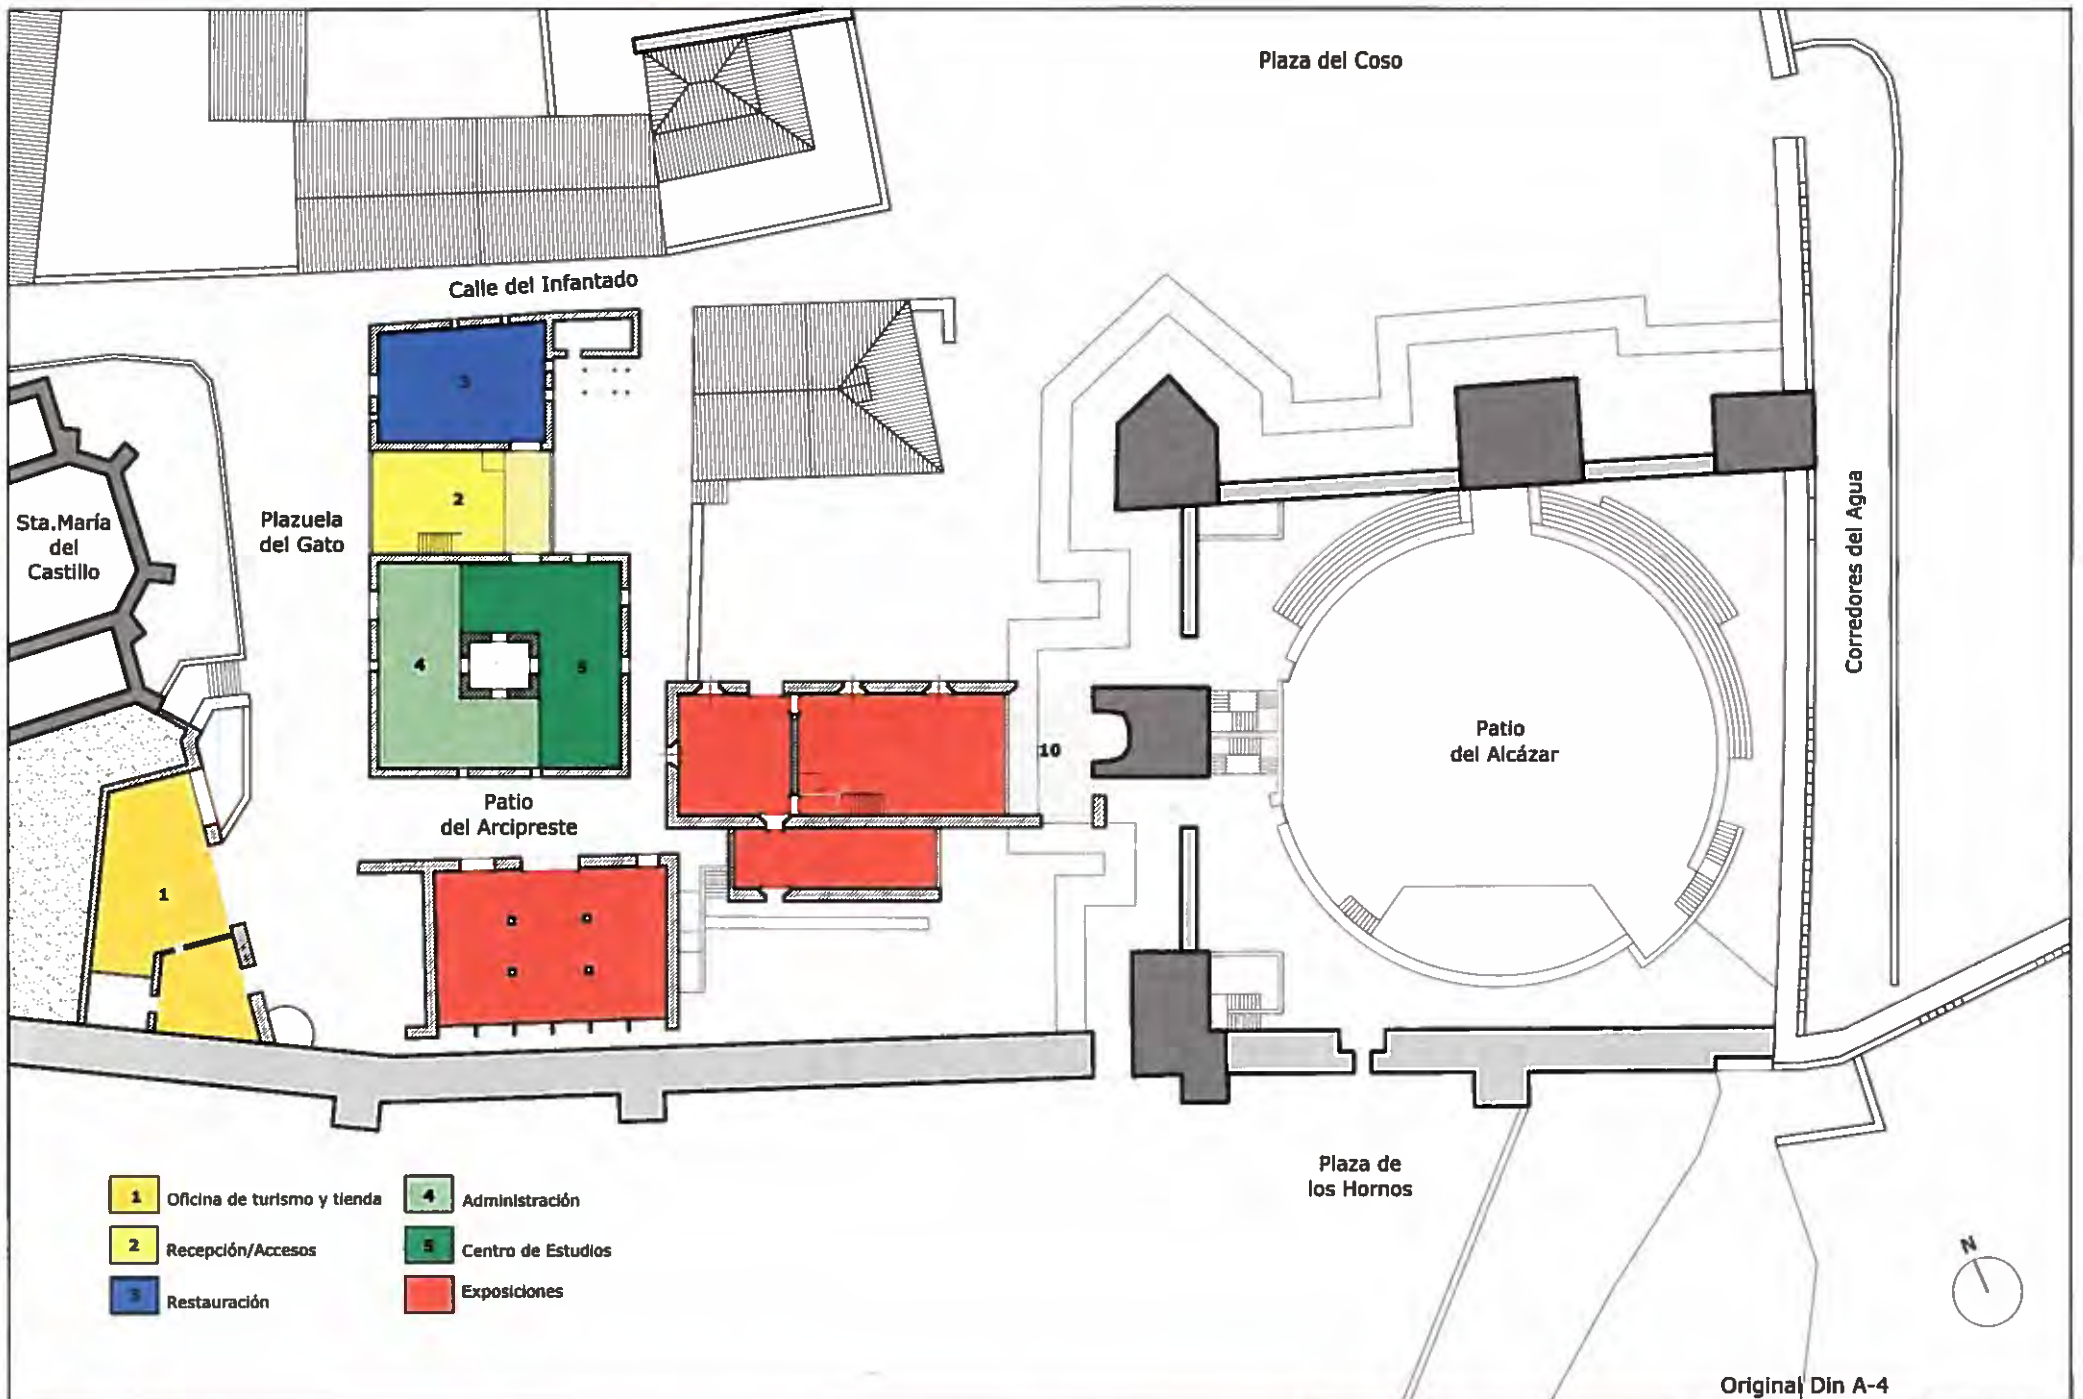 Plaza del Coso
Calle del Infantado
3
Sta.María
del
Castillo
Plazuela
del Gato
2
4
5
Corredores del Agua
10
Patio
del Alcázar
Patio
del Arcipreste
1
Plaza de
los Hornos
1 Oficina de turismo y tienda
2 Recepción/Accesos
3 Restauración
4 Administración
5 Centro de Estudios
Exposiciones
N
Original Din A-4